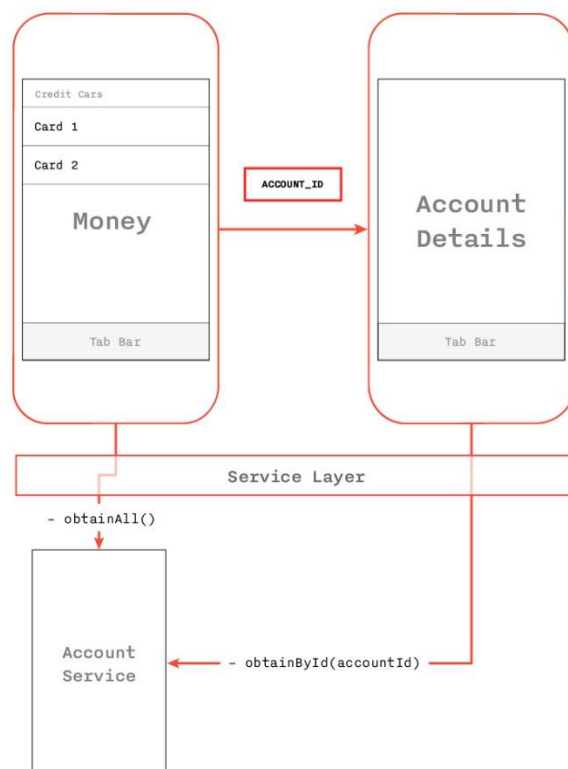 Credit Cars
Card 1
Card 2
Money
Tab Bar
ACCOUNT_ID
Account
Details
Tab Bar
Service Layer
– obtainAll()
Account
Service
– obtainById(accountId)